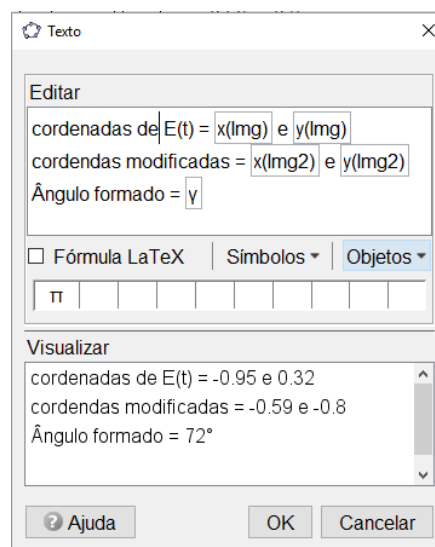 Texto
Editar
cordenadas de E(t) = x(Img) e y(Img)
cordendas modificadas = x(Img2) e y(Img2)
Ângulo formado = γ
Fórmula LaTeX Símbolos Objetos
π
Visualizar
cordenadas de E(t) = -0.95 e 0.32
cordendas modificadas = -0.59 e -0.8
Ângulo formado = 72°
Ajuda OK Cancelar